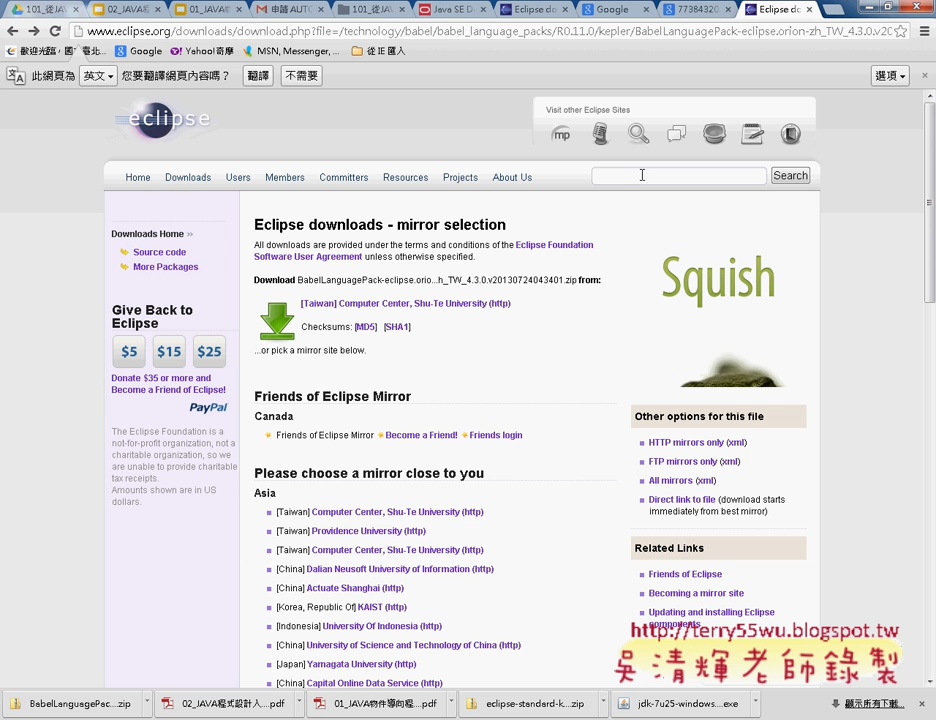 101_從JAV
02_JAVA程
01_JAVA物
申請 AUTO
101_從JAV
Java SE D
Eclipse do
Google
77384320
Eclipse do
www.eclipse.org/downloads/download.php?file=/technology/babel/babel_language_packs/R0.11.0/kepler/BabelLanguagePack-eclipse.orion-zh_TW_4.3.0.v20
Google
Yahoo!奇摩
MSN, Messenger, ...
從 IE 匯入
此網頁為
英文
您要翻譯網頁內容嗎？
翻譯
不需要
選項
eclipse
Visit other Eclipse Sites
mp
Home
Downloads
Users
Members
Committers
Resources
Projects
About Us
Search
Downloads Home
Source code
More Packages
Give Back to
Eclipse
$5 $15 $25
Donate $35 or more and
Become a Friend of Eclipse!
PayPal
The Eclipse Foundation is a
not-for-profit organization, not a
charitable organization, so we
are unable to provide charitable
tax receipts.
Amounts shown are in US
dollars.
Eclipse downloads - mirror selection
All downloads are provided under the terms and conditions of the Eclipse Foundation
Software User Agreement unless otherwise specified.
Download BabelLanguagePack-eclipse.orio...h_TW_4.3.0.v20130724043401.zip from:
[Taiwan] Computer Center, Shu-Te University (http)
Checksums: [MD5] [SHA1]
...or pick a mirror site below.
Friends of Eclipse Mirror
Canada
Friends of Eclipse Mirror Become a Friend! Friends login
Please choose a mirror close to you
Asia
[Taiwan] Computer Center, Shu-Te University (http)
[Taiwan] Providence University (http)
[Taiwan] Computer Center, Shu-Te University (http)
[China] Dalian Neusoft University of Information (http)
[China] Actuate Shanghai (http)
[Korea, Republic Of] KAIST (http)
[Indonesia] University Of Indonesia (http)
[China] University of Science and Technology of China (http)
[Japan] Yamagata University (http)
[China] Capital Online Data Service (http)
Squish
Other options for this file
HTTP mirrors only (xml)
FTP mirrors only (xml)
All mirrors (xml)
Direct link to file (download starts
immediately from best mirror)
Related Links
Friends of Eclipse
Becoming a mirror site
Updating and installing Eclipse
components
http://terry55wu.blogspot.tw
吳清輝老師錄製
BabelLanguagePac....zip
02_JAVA程式設計人....pdf
01_JAVA物件導向程....pdf
eclipse-standard-k....zip
jdk-7u25-windows....exe
顯示所有下載...